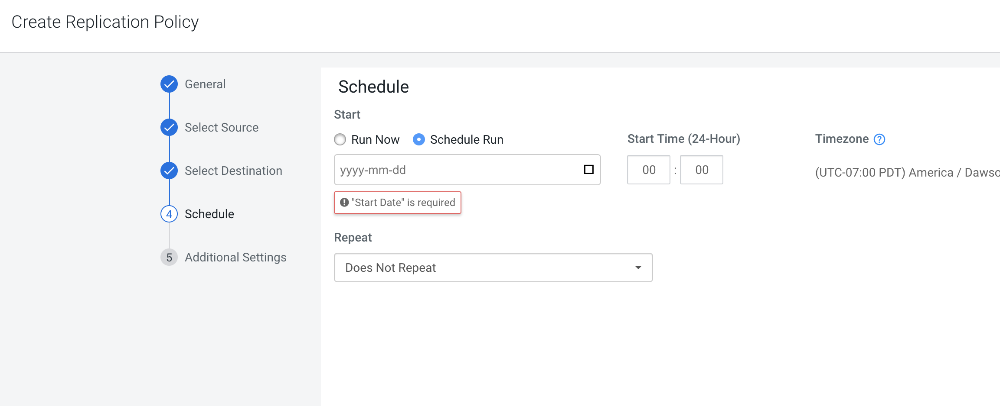 Create Replication Policy
General
Select Source
Select Destination
4 Schedule
5 Additional Settings
Schedule
Start
Run Now Schedule Run
Start Time (24-Hour)
Timezone ?
yyyy-mm-dd
00 : 00
(UTC-07:00 PDT) America / Dawso
"Start Date" is required
Repeat
Does Not Repeat